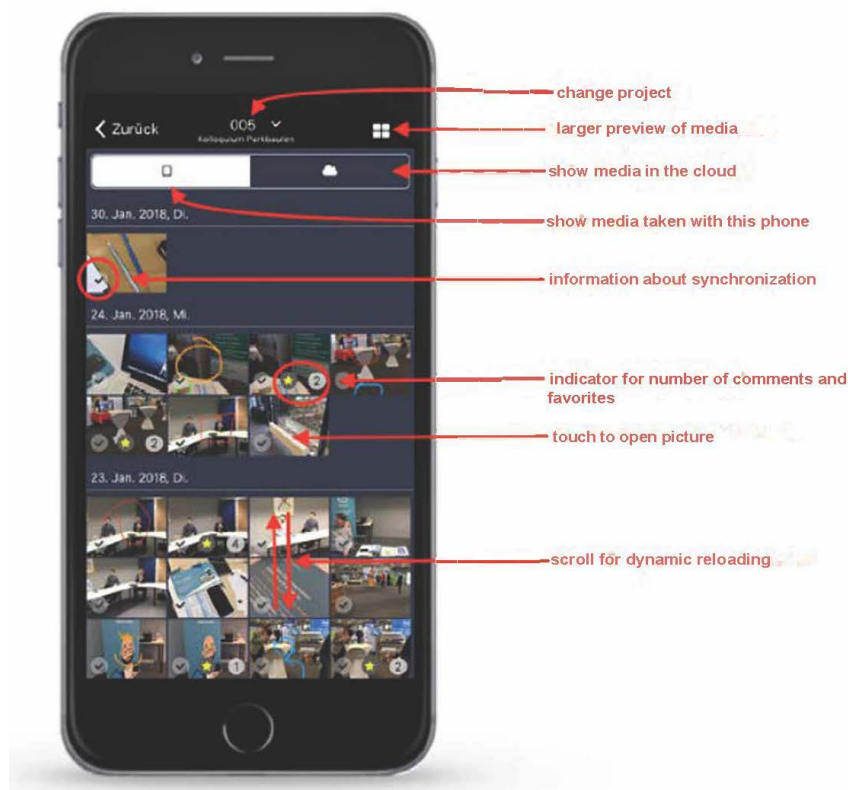 change project
Zurück
005
larger preview of media
Kolloquium Parkbauten
show media in the cloud
30. Jan. 2018, Di.
show media taken with this phone
information about synchronization
24. Jan. 2018, Mi.
2
indicator for number of comments and
favorites
2
touch to open picture
23. Jan. 2018, Di.
4
scroll for dynamic reloading
1
2